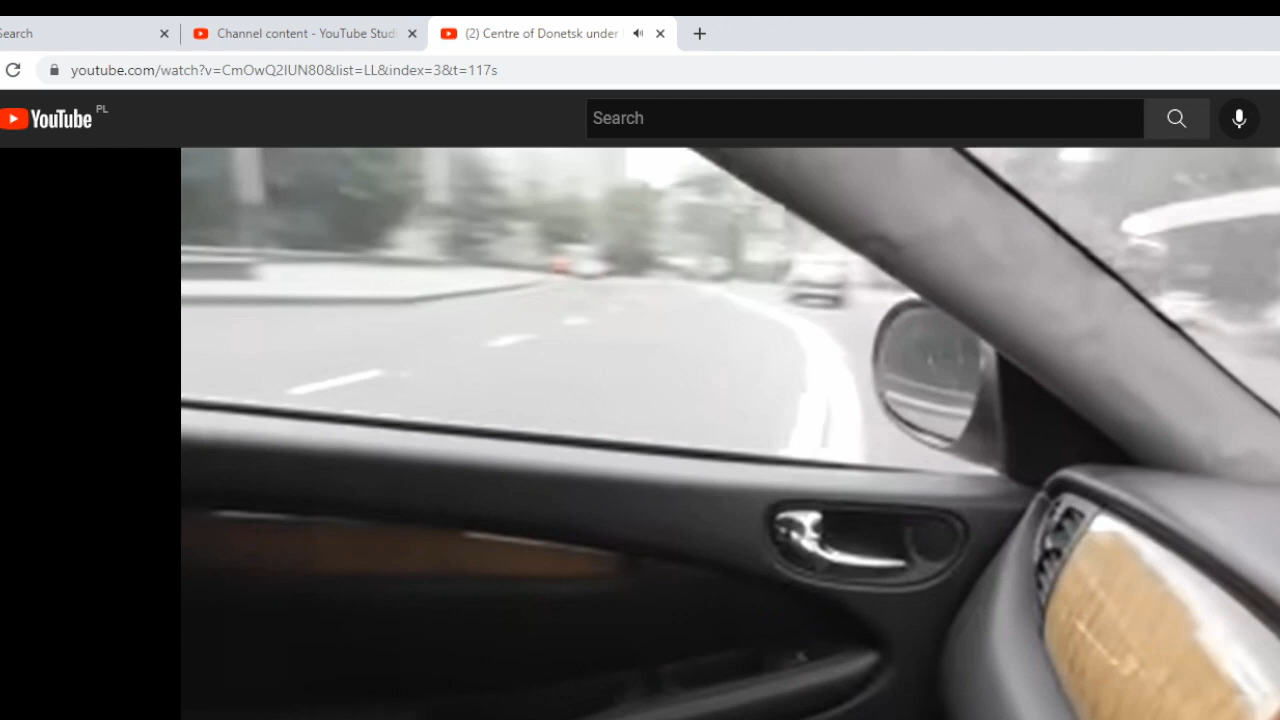 Search
Channel content - YouTube Studi
(2) Centre of Donetsk under
youtube.com/watch?v=CmOwQ2IUN80&list=LL&index=3&t=117s
YouTube PL
Search